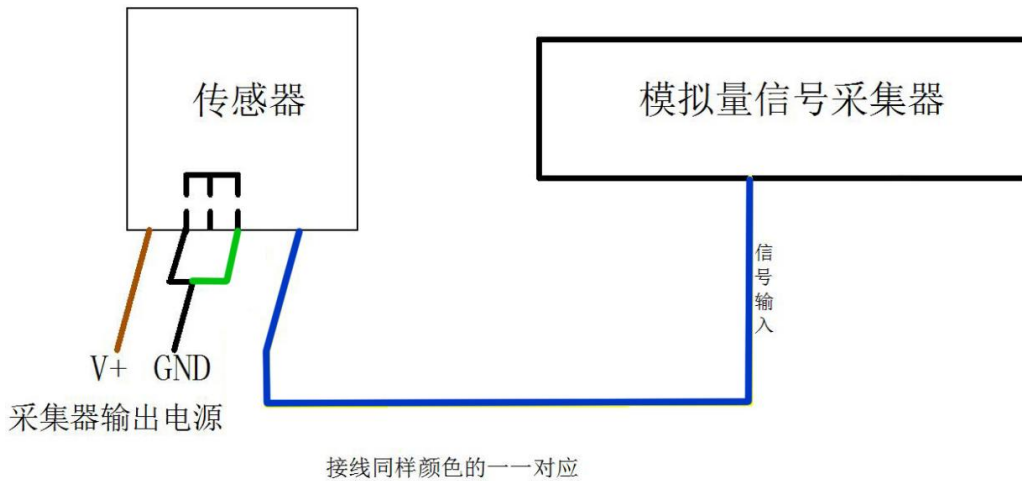 传感器
模拟量信号采集器
信号输入
V+ GND
采集器输出电源
接线同样颜色的一一对应